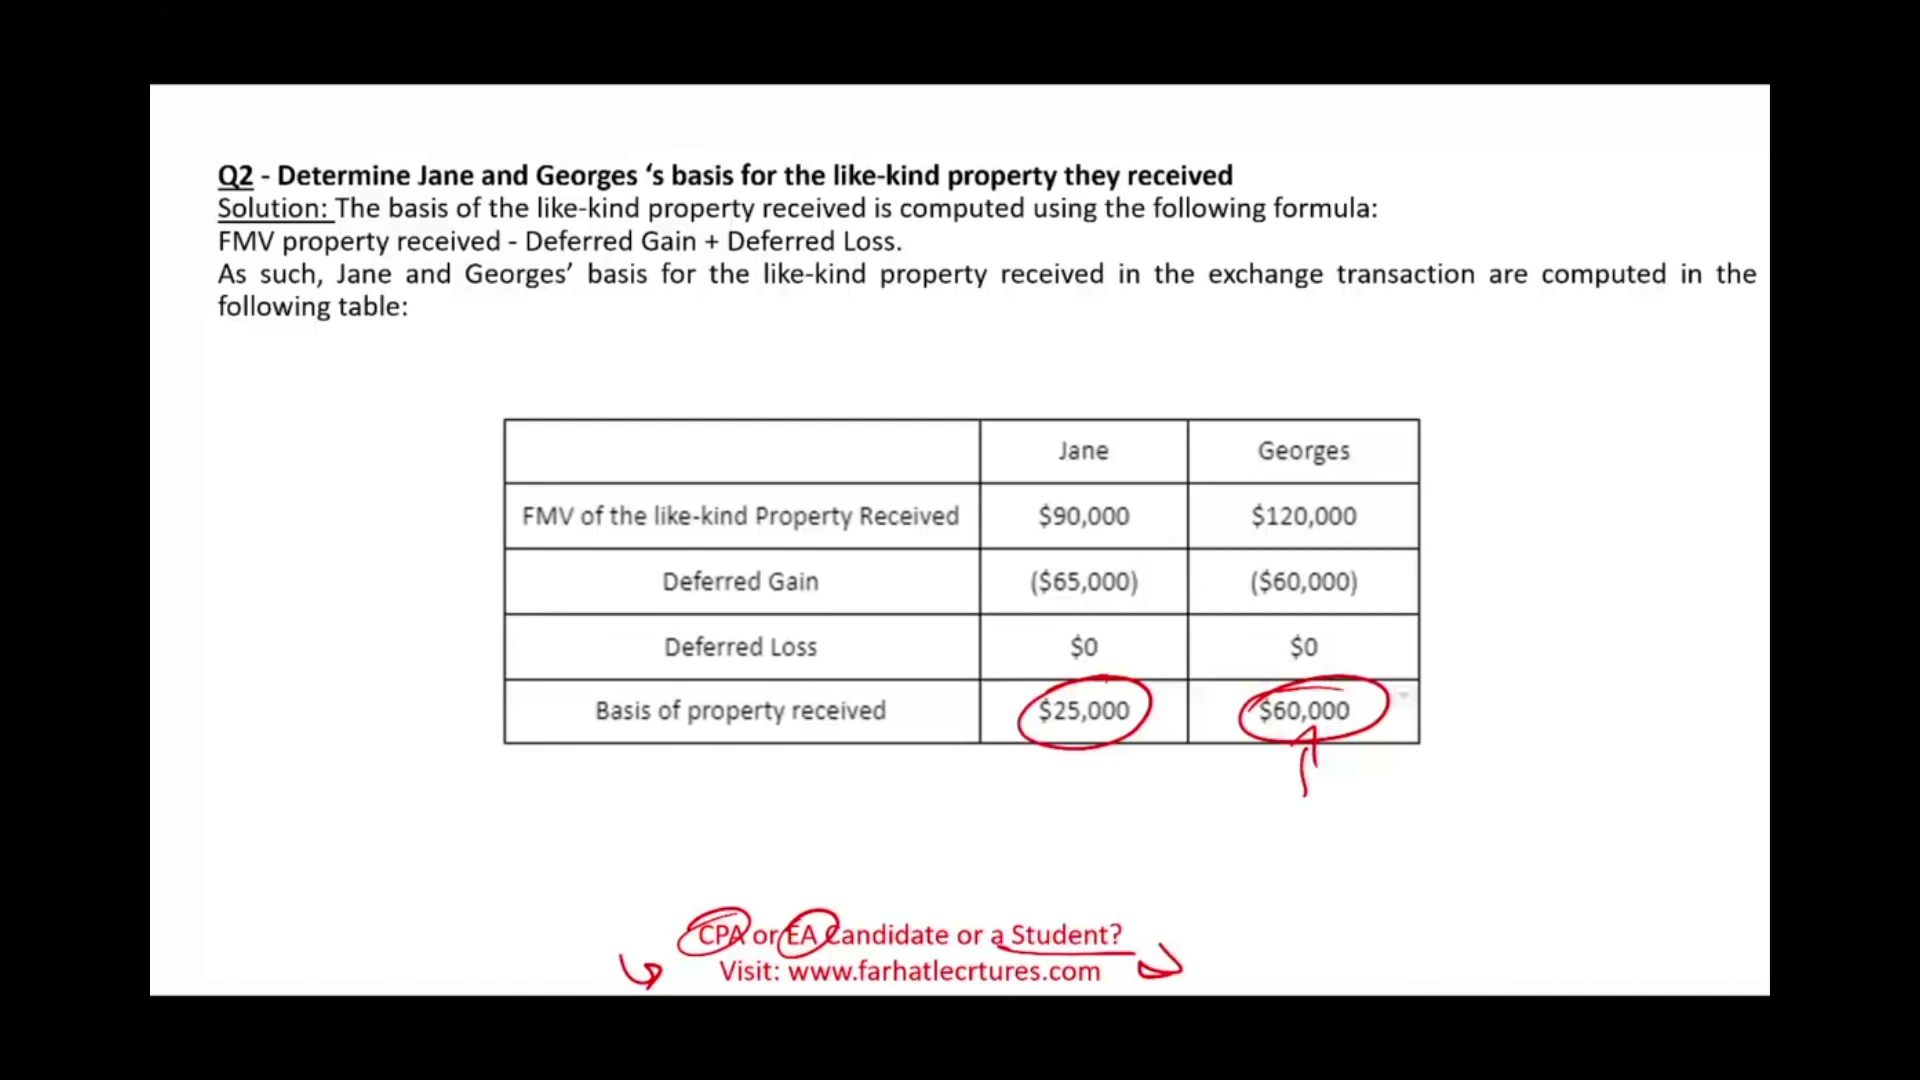 Q2 - Determine Jane and Georges ‘s basis for the like-kind property they received
Solution: The basis of the like-kind property received is computed using the following formula:
FMV property received - Deferred Gain + Deferred Loss.
As such, Jane and Georges’ basis for the like-kind property received in the exchange transaction are computed in the
following table:
Jane Georges
FMV of the like-kind Property Received $90,000 $120,000
Deferred Gain ($65,000) ($60,000)
Deferred Loss $0 $0
Basis of property received $25,000 $60,000
CPA or EA Candidate or a Student?
Visit: www.farhatlecrtures.com